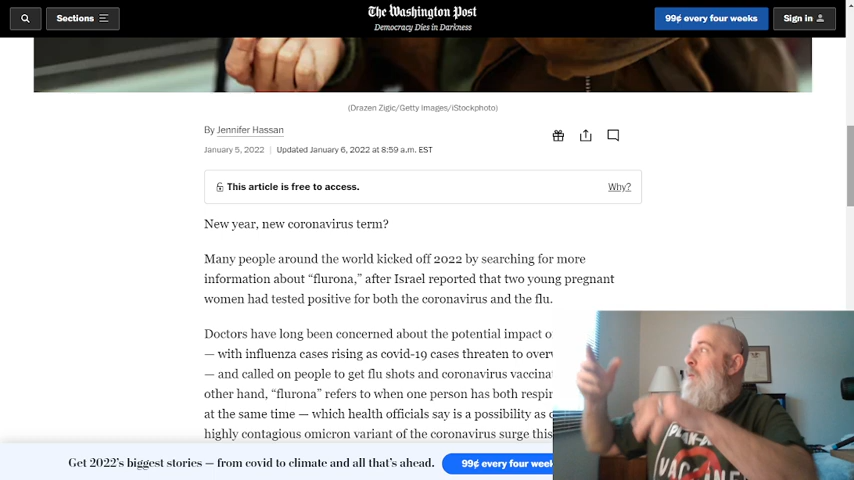 Sections
The Washington Post
Democracy Dies in Darkness
99¢ every four weeks
Sign in
(Drazen Zigic/Getty Images/iStockphoto)
By Jennifer Hassan
January 5, 2022 | Updated January 6, 2022 at 8:59 a.m. EST
This article is free to access.
Why?
New year, new coronavirus term?
Many people around the world kicked off 2022 by searching for more
information about “flurona,” after Israel reported that two young pregnant
women had tested positive for both the coronavirus and the flu.
Doctors have long been concerned about the potential impact
— with influenza cases rising as covid-19 cases threaten to
— and called on people to get flu shots and coronavirus
other hand, “flurona” refers to when one person has both
at the same time — which health officials say is a possibility as
highly contagious omicron variant of the coronavirus surge this
Get 2022’s biggest stories — from covid to climate and all that’s ahead.
99¢ every four
VACCINE